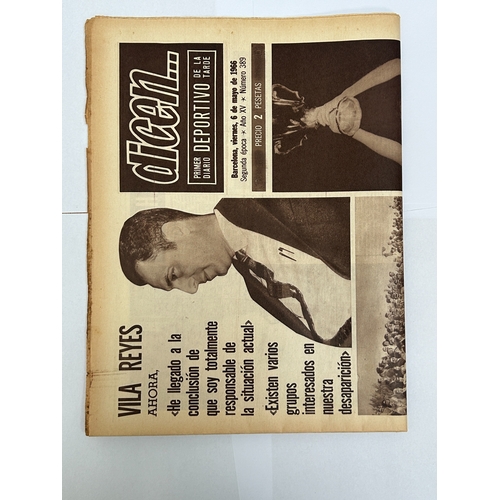 dicen...
PRIMER
DIARIO
DEPORTIVO
DE LA
TARDE
Barcelona, viernes, 6 de mayo de 1966
Segunda época ★ Año XV ★ Número 389
PRECIO 2 PESETAS
VILA REYES
AHORA,
«He llegado a la
conclusión de
que soy totalmente
responsable de
la situación actual»
«Existen varios
grupos
interesados en
nuestra
desaparición»